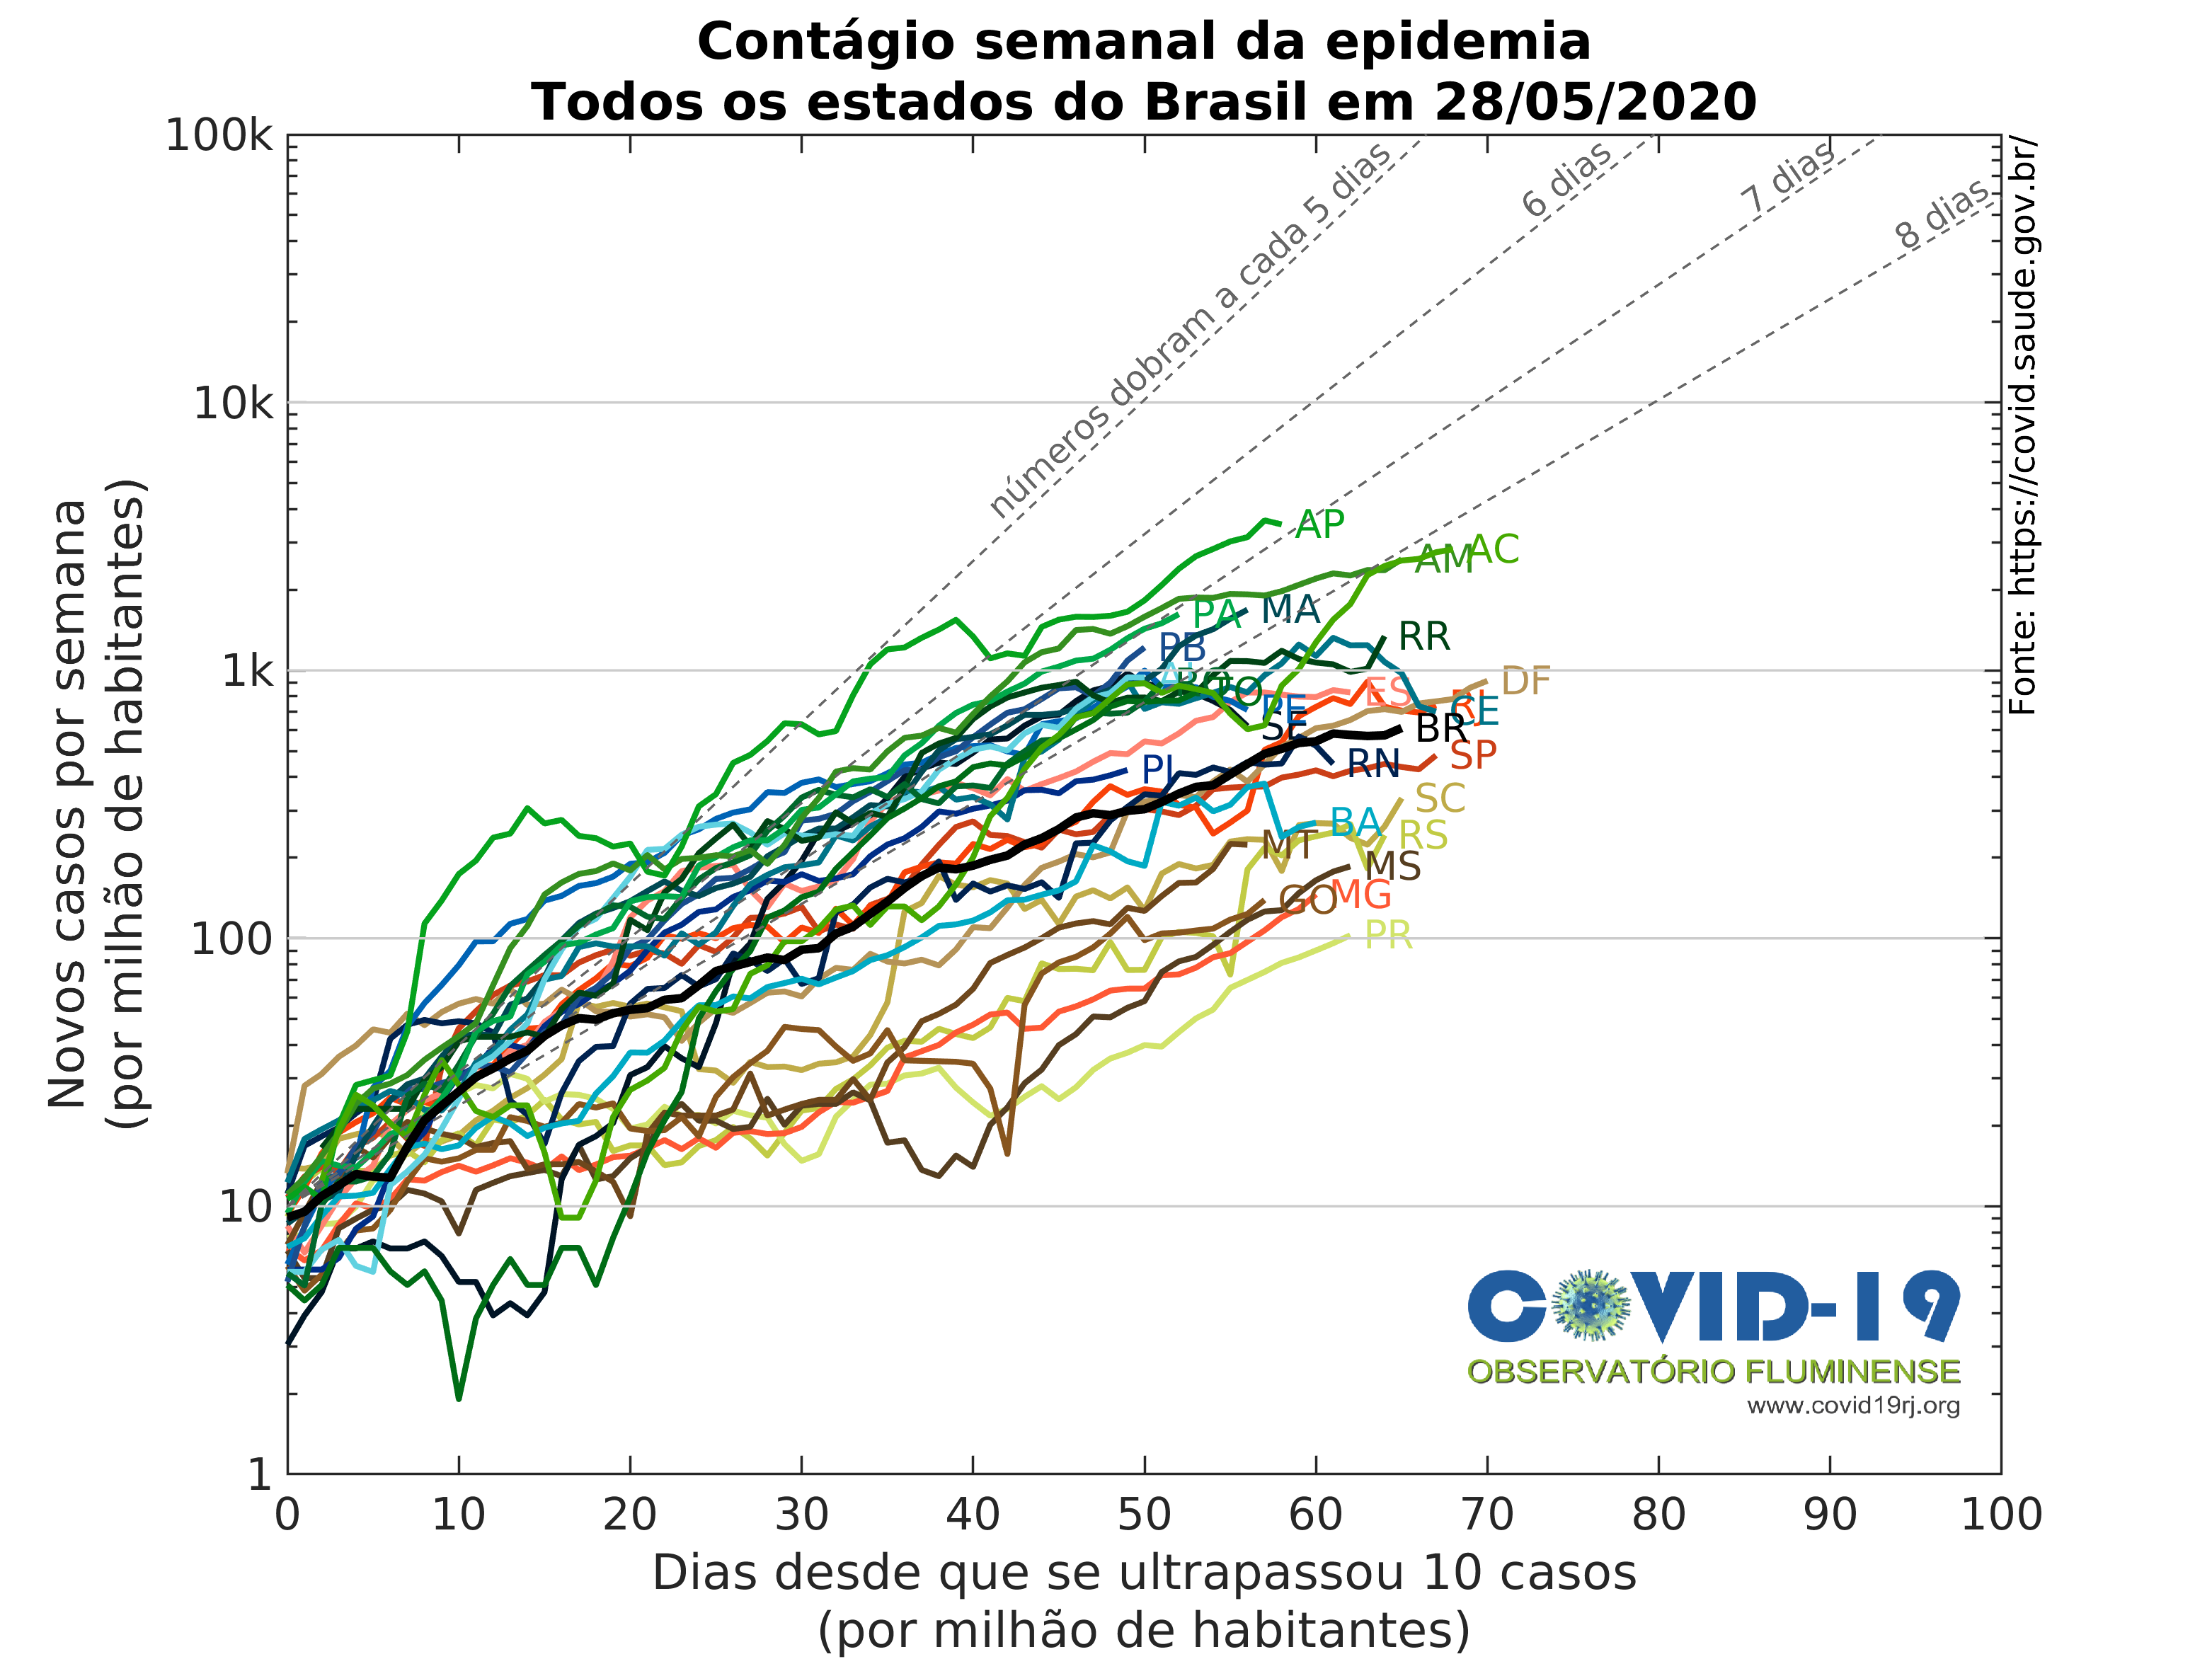 Contágio semanal da epidemia
Todos os estados do Brasil em 28/05/2020
100k
10k
1k
100
10
1
Novos casos por semana
(por milhão de habitantes)
números dobram a cada 5 dias
6 dias
7 dias
8 dias
Fonte: https://covid.saude.gov.br/
AP
AC
AM
PA
MA
PB
RR
DF
ES
RJ
CE
PE
SE
BR
SP
RN
PI
SC
BA
RS
MT
MS
GO
MG
PR
COVID-19
OBSERVATÓRIO FLUMINENSE
www.covid19rj.org
0 10 20 30 40 50 60 70 80 90 100
Dias desde que se ultrapassou 10 casos
(por milhão de habitantes)